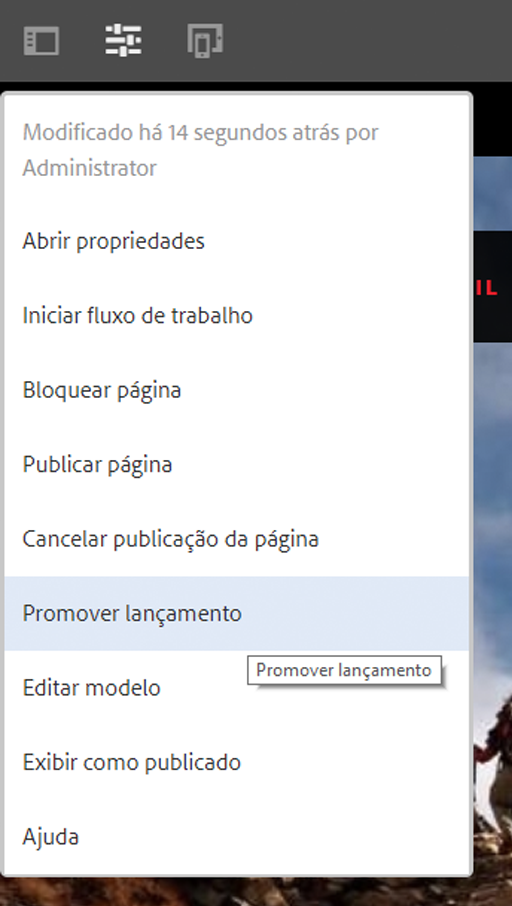 Modificado há 14 segundos atrás por
Administrator
Abrir propriedades
IL
Iniciar fluxo de trabalho
Bloquear página
Publicar página
Cancelar publicação da página
Promover lançamento
Promover lançamento
Editar modelo
Exibir como publicado
Ajuda